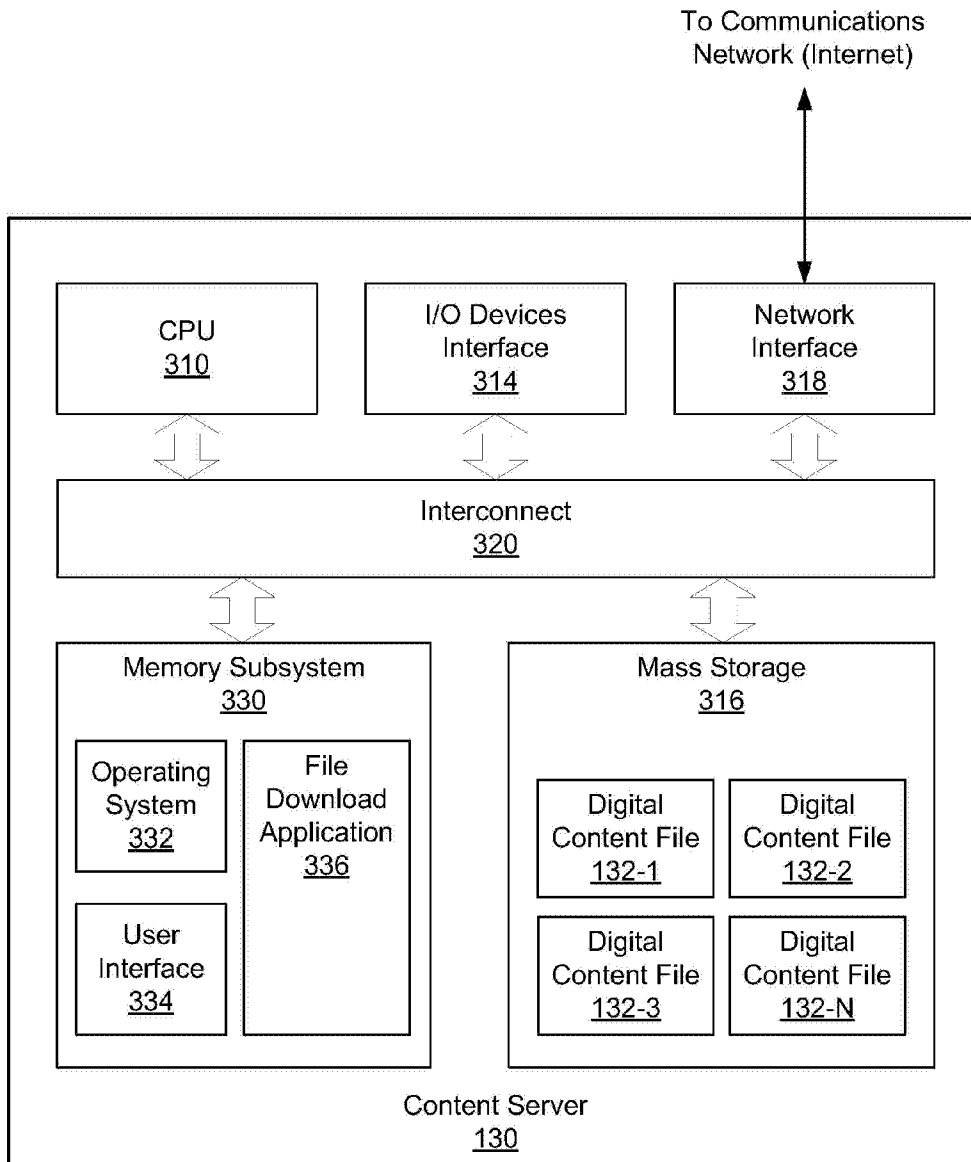 To Communications
Network (Internet)
CPU
310
I/O Devices
Interface
314
Network
Interface
318
Interconnect
320
Memory Subsystem
330
Operating
System
332
User
Interface
334
File
Download
Application
336
Mass Storage
316
Digital
Content File
132-1
Digital
Content File
132-2
Digital
Content File
132-3
Digital
Content File
132-N
Content Server
130